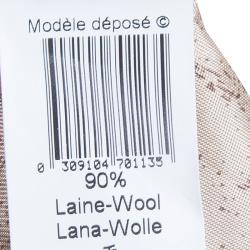 Modèle déposé ©
0 309104 701135
90%
Laine-Wool
Lana-Wolle